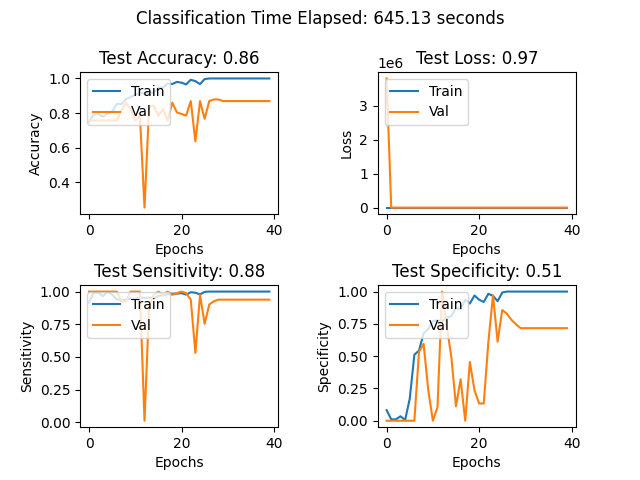 Classification Time Elapsed: 645.13 seconds
Test Accuracy: 0.86
1.0
0.8
0.6
0.4
Accuracy
Train
Val
0
20
40
Epochs
Test Loss: 0.97
1e6
3
2
1
0
Loss
Train
Val
0
20
40
Epochs
Test Sensitivity: 0.88
1.00
0.75
0.50
0.25
0.00
Sensitivity
Train
Val
0
20
40
Epochs
Test Specificity: 0.51
1.00
0.75
0.50
0.25
0.00
Specificity
Train
Val
0
20
40
Epochs